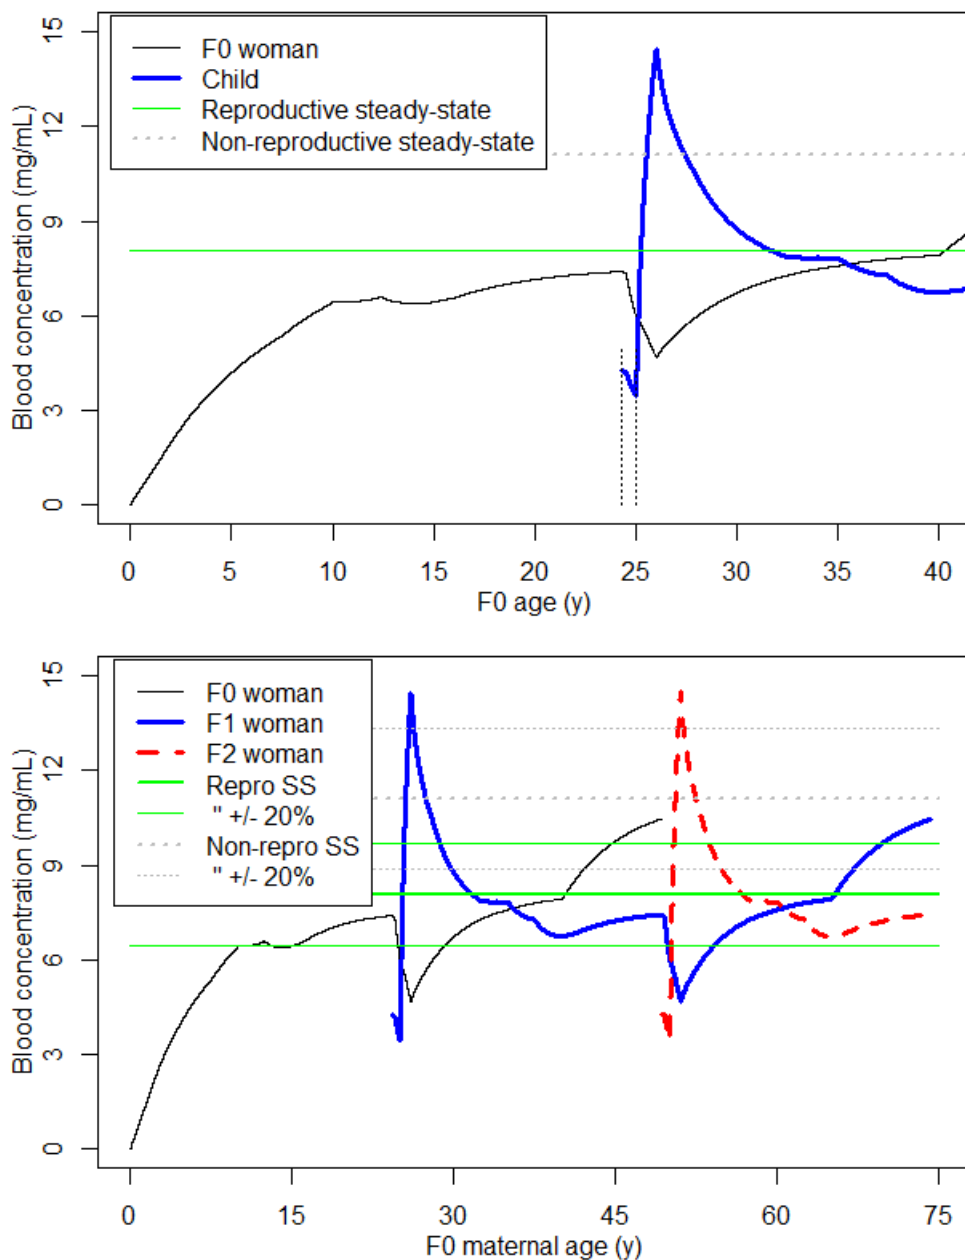 F0 woman
Child
Reproductive steady-state
Non-reproductive steady-state
Blood concentration (mg/mL)
0 3 6 9 12 15
0 5 10 15 20 25 30 35 40
F0 age (y)
F0 woman
F1 woman
F2 woman
Repro SS
" +/- 20%
Non-repro SS
" +/- 20%
Blood concentration (mg/mL)
0 3 6 9 12 15
0 15 30 45 60 75
F0 maternal age (y)